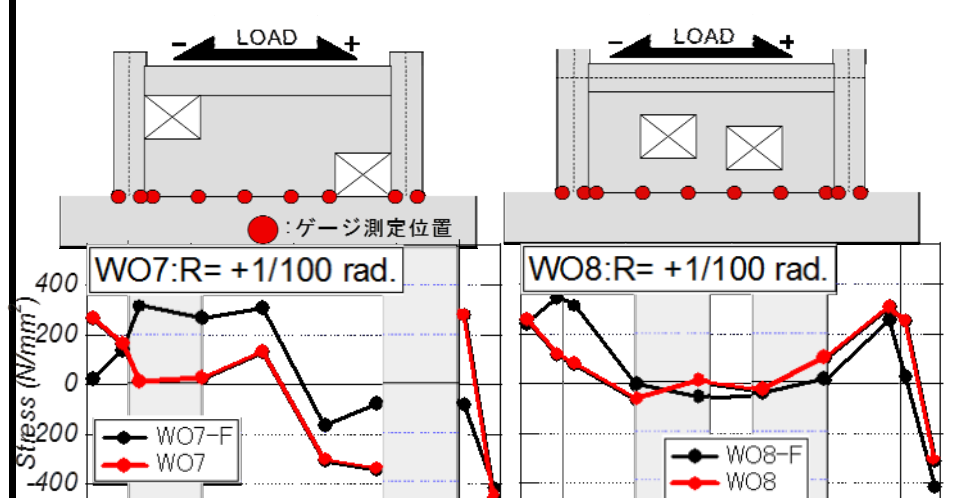 - LOAD +
- LOAD +
:ゲージ測定位置
WO7:R= +1/100 rad.
WO8:R= +1/100 rad.
Stress (N/mm²)
400
200
0
-200
-400
WO7-F
WO7
WO8-F
WO8